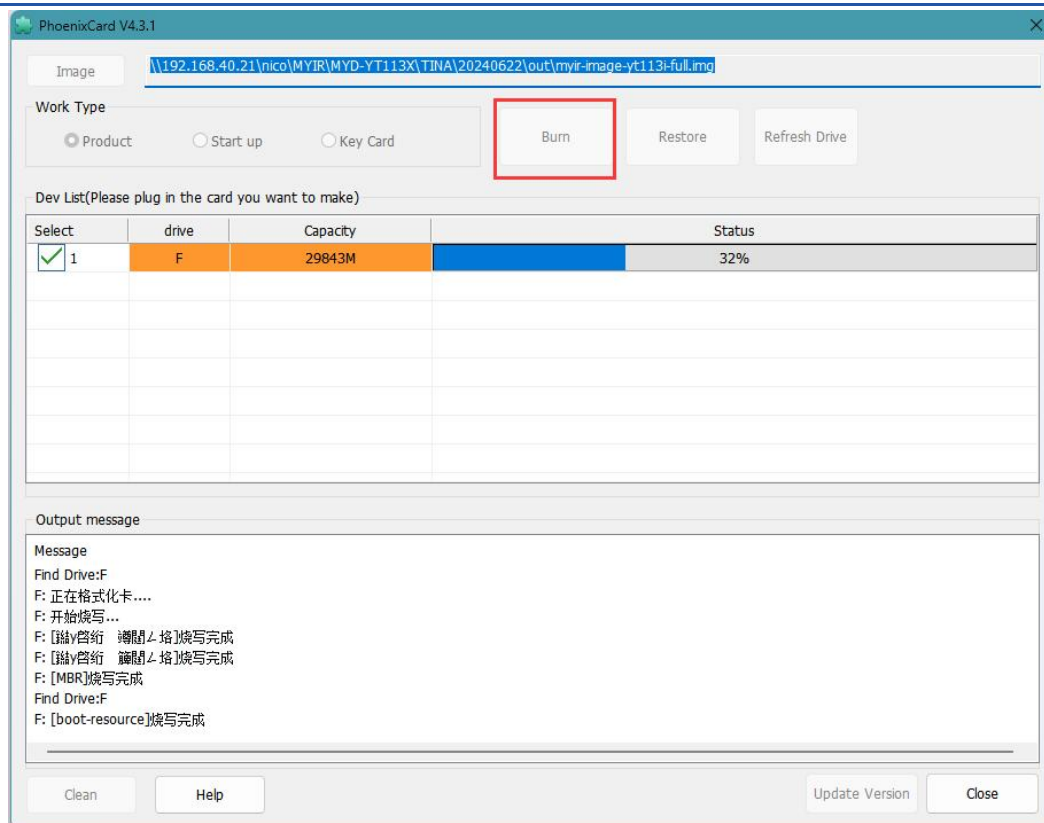 PhoenixCard V4.3.1
Image
\\192.168.40.21\nico\MYIR\MYD-YT113X\TINA\20240622\out\myir-image-yt113i-full.img
Work Type
Product Start up Key Card
Burn Restore Refresh Drive
Dev List(Please plug in the card you want to make)
Select drive Capacity Status
1 F 29843M 32%
Output message
Message
Find Drive:F
F: 正在格式化卡....
F: 开始烧写...
F: 烧写完成
F: 烧写完成
F: [MBR]烧写完成
Find Drive:F
F: [boot-resource]烧写完成
Clean Help Update Version Close